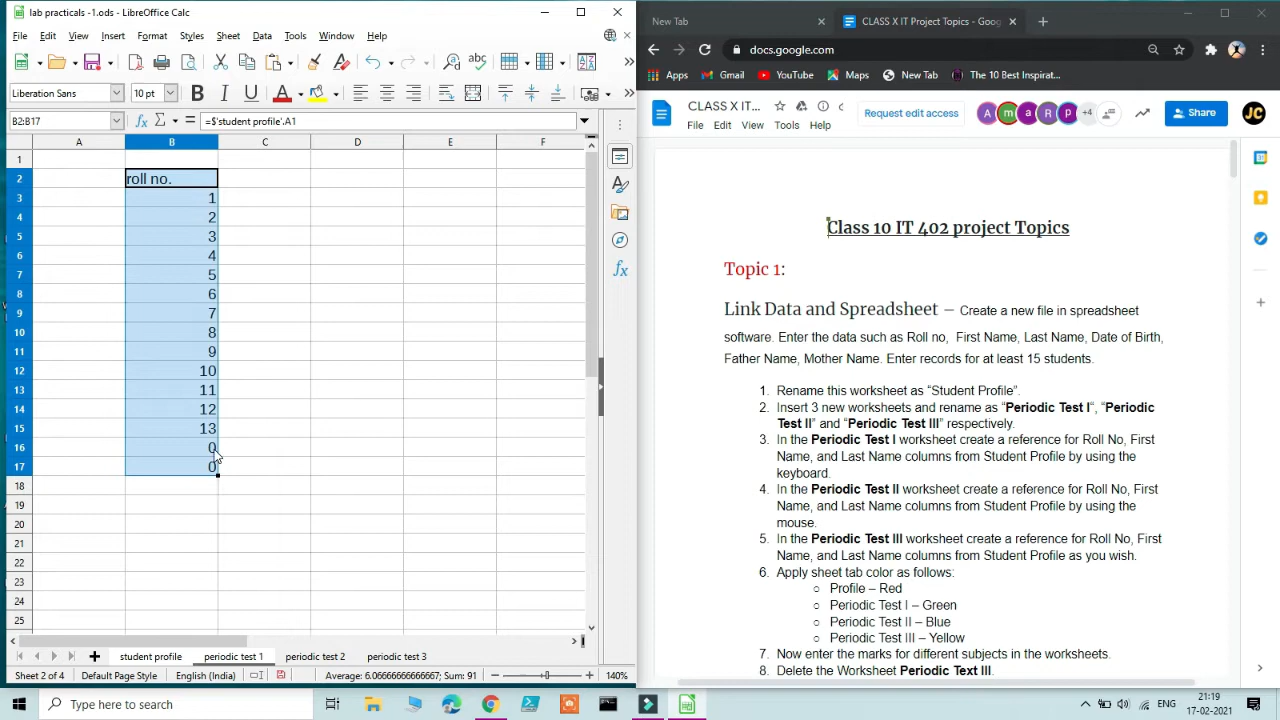 lab practicals -1.ods - LibreOffice Calc
File Edit View Insert Format Styles Sheet Data Tools Window Help
Liberation Sans 10 pt
B2:B17 =$'student profile'.A1
A B C D E F
1
2 roll no.
3 1
4 2
5 3
6 4
7 5
8 6
9 7
10 8
11 9
12 10
13 11
14 12
15 13
16 0
17 0
18
19
20
21
22
23
24
25
student profile periodic test 1 periodic test 2 periodic test 3
Sheet 2 of 4 Default Page Style English (India) Average: 6.06666666666667; Sum: 91 140%
New Tab CLASS X IT Project Topics - Goog
docs.google.com
Apps Gmail YouTube Maps New Tab The 10 Best Inspirat...
CLASS X IT... Request edit access A m a R p +4 Share JC
File Edit View Tools Help
Class 10 IT 402 project Topics
Topic 1:
Link Data and Spreadsheet – Create a new file in spreadsheet
software. Enter the data such as Roll no, First Name, Last Name, Date of Birth,
Father Name, Mother Name. Enter records for at least 15 students.
1. Rename this worksheet as “Student Profile”.
2. Insert 3 new worksheets and rename as “Periodic Test I“, “Periodic
Test II” and “Periodic Test III” respectively.
3. In the Periodic Test I worksheet create a reference for Roll No, First
Name, and Last Name columns from Student Profile by using the
keyboard.
4. In the Periodic Test II worksheet create a reference for Roll No, First
Name, and Last Name columns from Student Profile by using the
mouse.
5. In the Periodic Test III worksheet create a reference for Roll No, First
Name, and Last Name columns from Student Profile as you wish.
6. Apply sheet tab color as follows:
○ Profile – Red
○ Periodic Test I – Green
○ Periodic Test II – Blue
○ Periodic Test III – Yellow
7. Now enter the marks for different subjects in the worksheets.
8. Delete the Worksheet Periodic Text III.
Type here to search ENG 21:19
17-02-2021